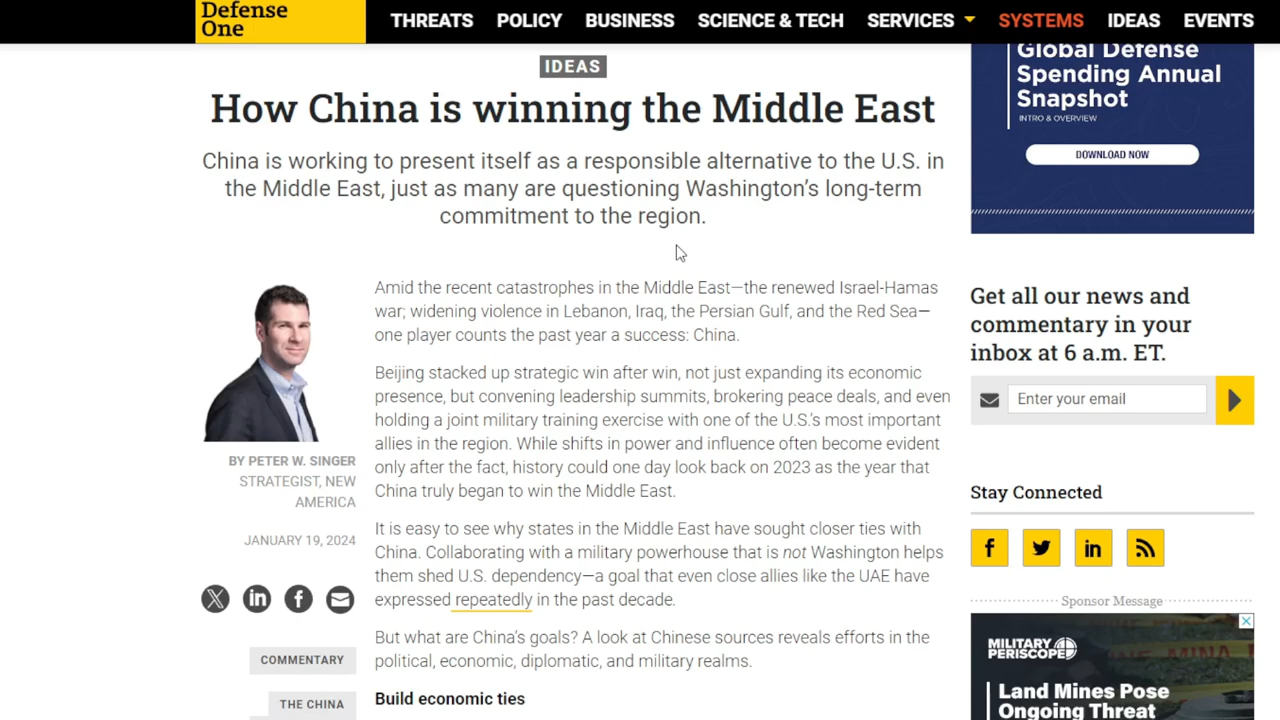 Defense
One
THREATS POLICY BUSINESS SCIENCE & TECH SERVICES SYSTEMS IDEAS EVENTS
IDEAS
How China is winning the Middle East
China is working to present itself as a responsible alternative to the U.S. in
the Middle East, just as many are questioning Washington's long-term
commitment to the region.
BY PETER W. SINGER
STRATEGIST, NEW
AMERICA
JANUARY 19, 2024
COMMENTARY
THE CHINA
Amid the recent catastrophes in the Middle East—the renewed Israel-Hamas
war; widening violence in Lebanon, Iraq, the Persian Gulf, and the Red Sea—
one player counts the past year a success: China.
Beijing stacked up strategic win after win, not just expanding its economic
presence, but convening leadership summits, brokering peace deals, and even
holding a joint military training exercise with one of the U.S.'s most important
allies in the region. While shifts in power and influence often become evident
only after the fact, history could one day look back on 2023 as the year that
China truly began to win the Middle East.
It is easy to see why states in the Middle East have sought closer ties with
China. Collaborating with a military powerhouse that is not Washington helps
them shed U.S. dependency—a goal that even close allies like the UAE have
expressed repeatedly in the past decade.
But what are China's goals? A look at Chinese sources reveals efforts in the
political, economic, diplomatic, and military realms.
Build economic ties
Global Defense
Spending Annual
Snapshot
INTRO & OVERVIEW
DOWNLOAD NOW
Get all our news and
commentary in your
inbox at 6 a.m. ET.
Enter your email
Stay Connected
Sponsor Message
MILITARY
PERISCOPE
Land Mines Pose
Ongoing Threat